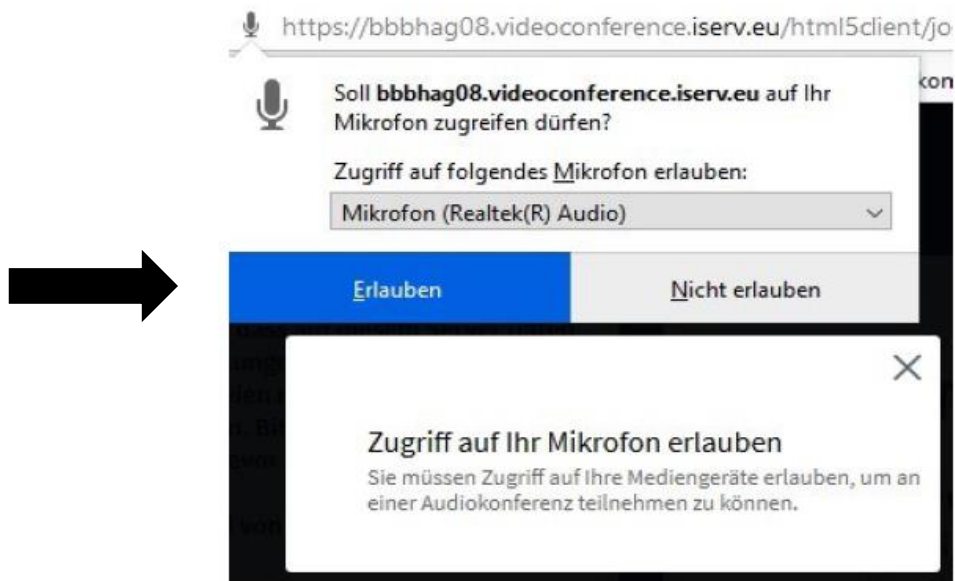 https://bbbhag08.videoconference.iserv.eu/html5client/jo
kon
Soll bbbhag08.videoconference.iserv.eu auf Ihr
Mikrofon zugreifen dürfen?
Zugriff auf folgendes Mikrofon erlauben:
Mikrofon (Realtek(R) Audio)
Erlauben
Nicht erlauben
Zugriff auf Ihr Mikrofon erlauben
Sie müssen Zugriff auf Ihre Mediengeräte erlauben, um an
einer Audiokonferenz teilnehmen zu können.